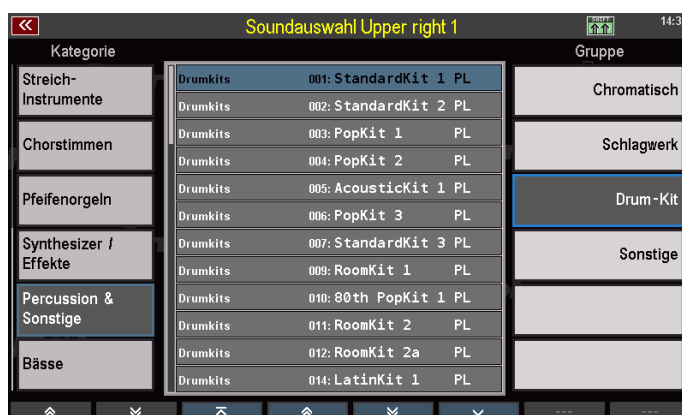 Soundauswahl Upper right 1
SHIFT
14:3
Kategorie
Gruppe
Streich-
Instrumente
Chorstimmen
Pfeifenorgeln
Synthesizer /
Effekte
Percussion &
Sonstige
Bässe
Drumkits 001: StandardKit 1 PL
Drumkits 002: StandardKit 2 PL
Drumkits 003: PopKit 1 PL
Drumkits 004: PopKit 2 PL
Drumkits 005: AcousticKit 1 PL
Drumkits 006: PopKit 3 PL
Drumkits 007: StandardKit 3 PL
Drumkits 009: RoomKit 1 PL
Drumkits 010: 80th PopKit 1 PL
Drumkits 011: RoomKit 2 PL
Drumkits 012: RoomKit 2a PL
Drumkits 014: LatinKit 1 PL
Chromatisch
Schlagwerk
Drum-Kit
Sonstige
--- ---